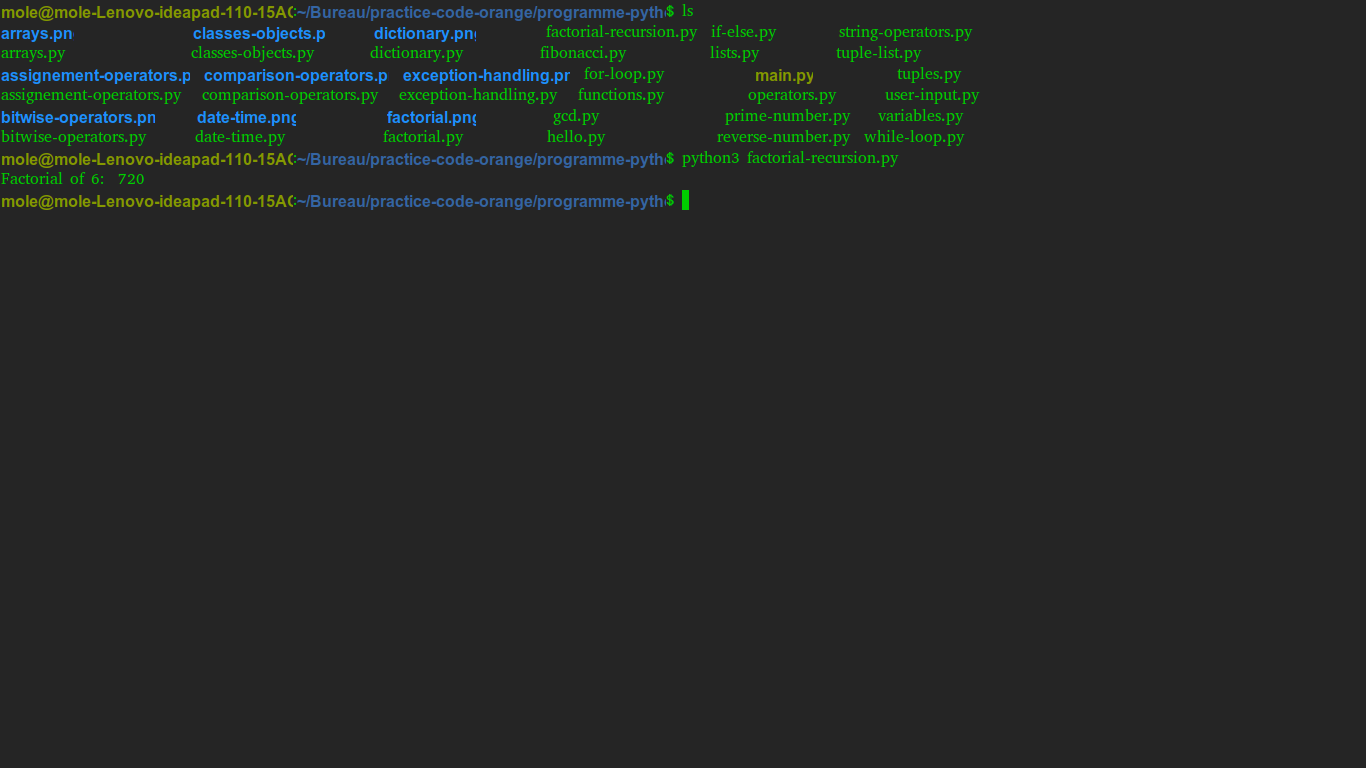 mole@mole-Lenovo-ideapad-110-15AC:~/Bureau/practice-code-orange/programme-pyth$ ls
arrays.pn classes-objects.p dictionary.png factorial-recursion.py if-else.py string-operators.py
arrays.py classes-objects.py dictionary.py fibonacci.py lists.py tuple-list.py
assignement-operators.p comparison-operators.p exception-handling.pr for-loop.py main.py tuples.py
assignement-operators.py comparison-operators.py exception-handling.py functions.py operators.py user-input.py
bitwise-operators.pn date-time.png factorial.png gcd.py prime-number.py variables.py
bitwise-operators.py date-time.py factorial.py hello.py reverse-number.py while-loop.py
mole@mole-Lenovo-ideapad-110-15AC:~/Bureau/practice-code-orange/programme-pyth$ python3 factorial-recursion.py
Factorial of 6: 720
mole@mole-Lenovo-ideapad-110-15AC:~/Bureau/practice-code-orange/programme-pyth$